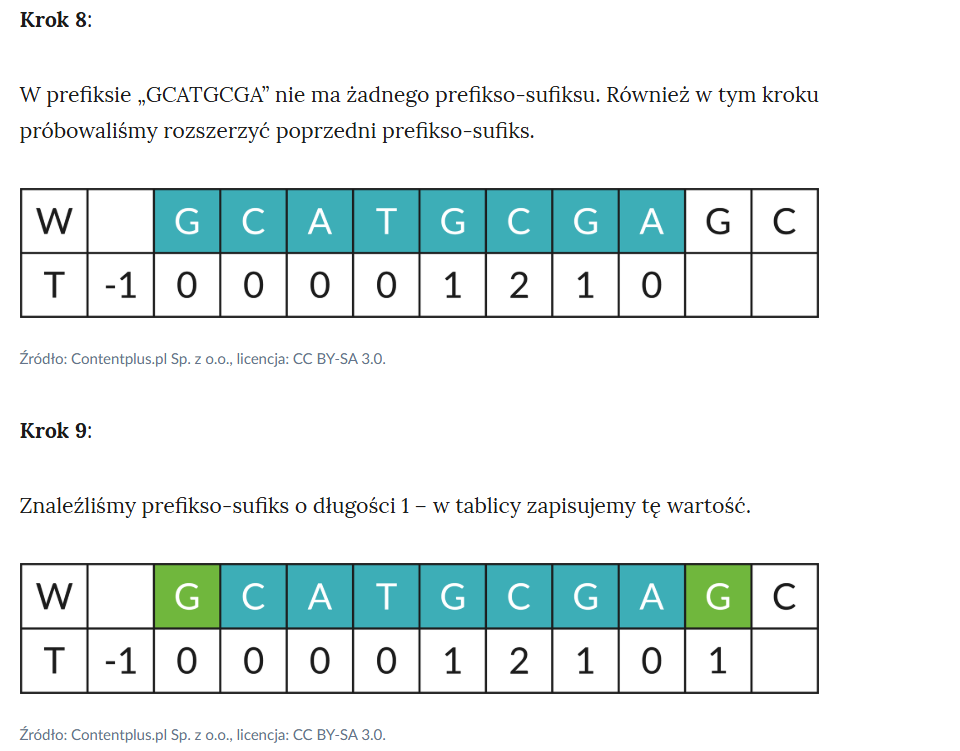 Krok 8:
W prefiksie „GCATGCGA” nie ma żadnego prefikso-sufiksu. Również w tym kroku
próbowaliśmy rozszerzyć poprzedni prefikso-sufiks.
W G C A T G C G A G C
T -1 0 0 0 0 1 2 1 0
Źródło: Contentplus.pl Sp. z o.o., licencja: CC BY-SA 3.0.
Krok 9:
Znaleźliśmy prefikso-sufiks o długości 1 – w tablicy zapisujemy tę wartość.
W G C A T G C G A G C
T -1 0 0 0 0 1 2 1 0 1
Źródło: Contentplus.pl Sp. z o.o., licencja: CC BY-SA 3.0.